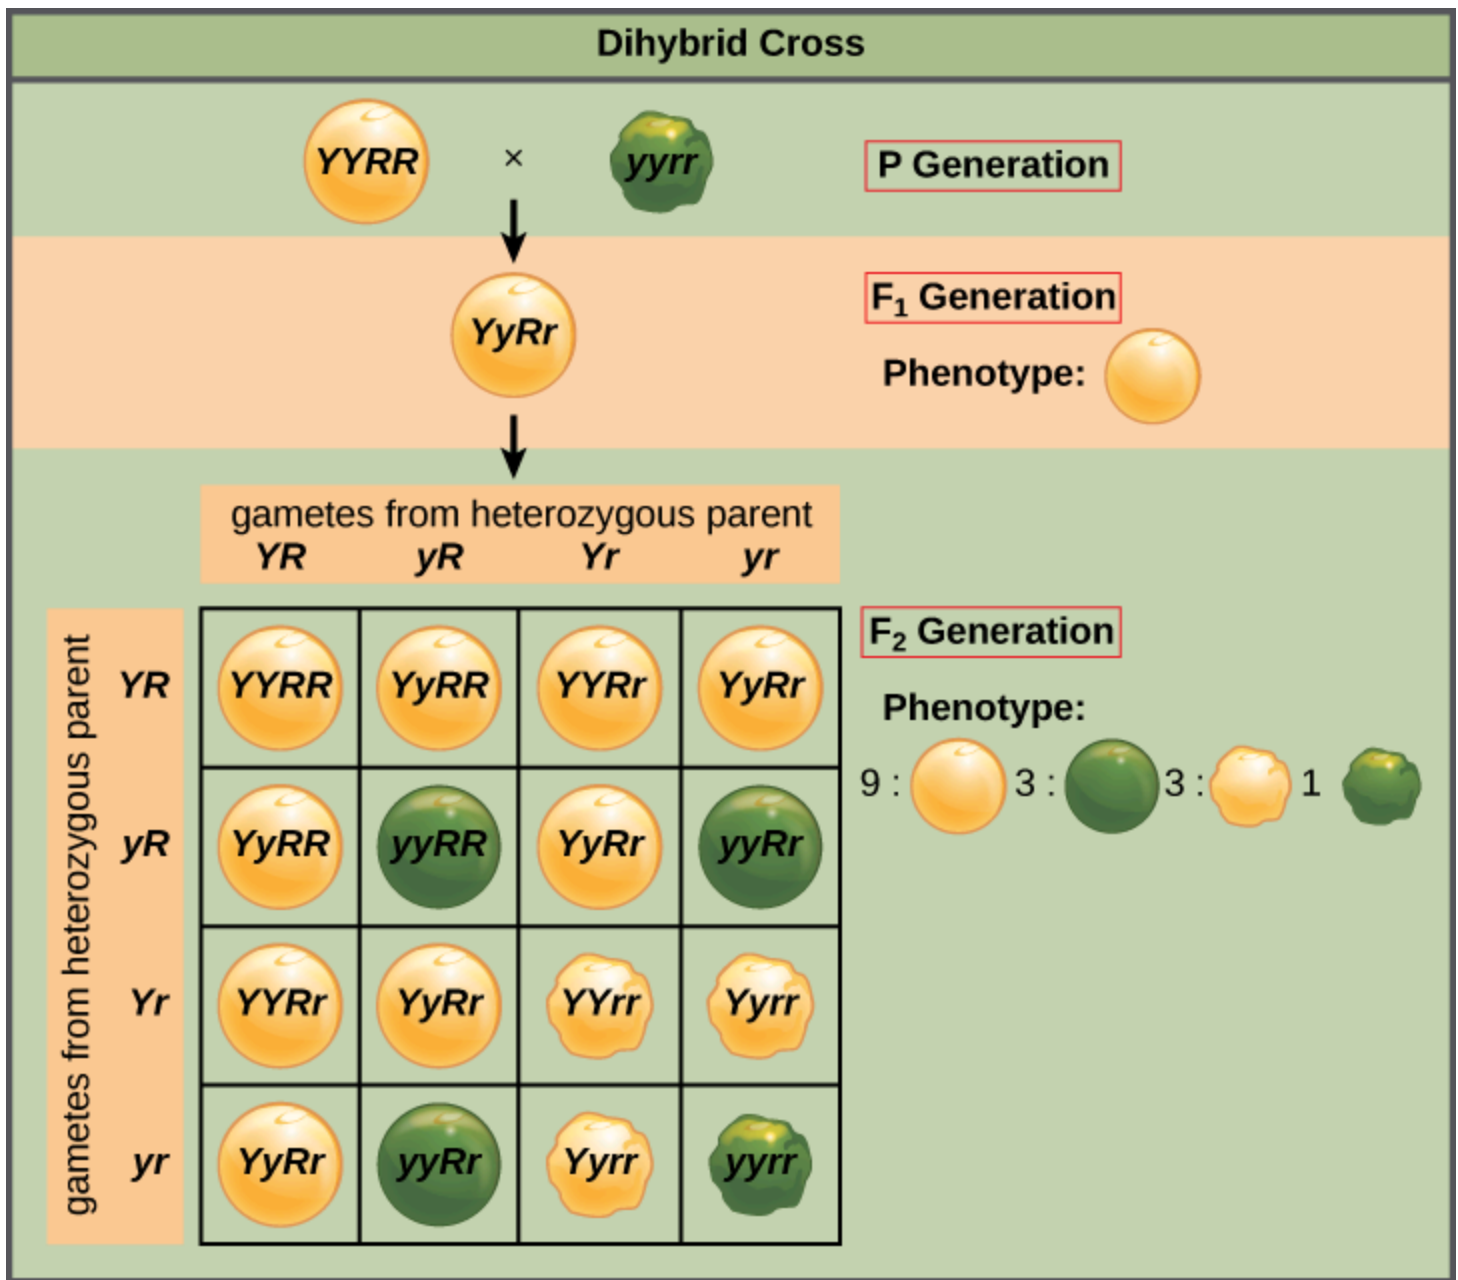 Dihybrid Cross
YYRR × yyrr
P Generation
YyRr
F₁ Generation
Phenotype:
gametes from heterozygous parent
YR yR Yr yr
gametes from heterozygous parent
F₂ Generation
YR YYRR YyRR YYRr YyRr
Phenotype:
9 : 3 : 3 : 1
yR YyRR yyRR YyRr yyRr
Yr YYRr YyRr YYrr Yyrr
yr YyRr yyRr Yyrr yyrr